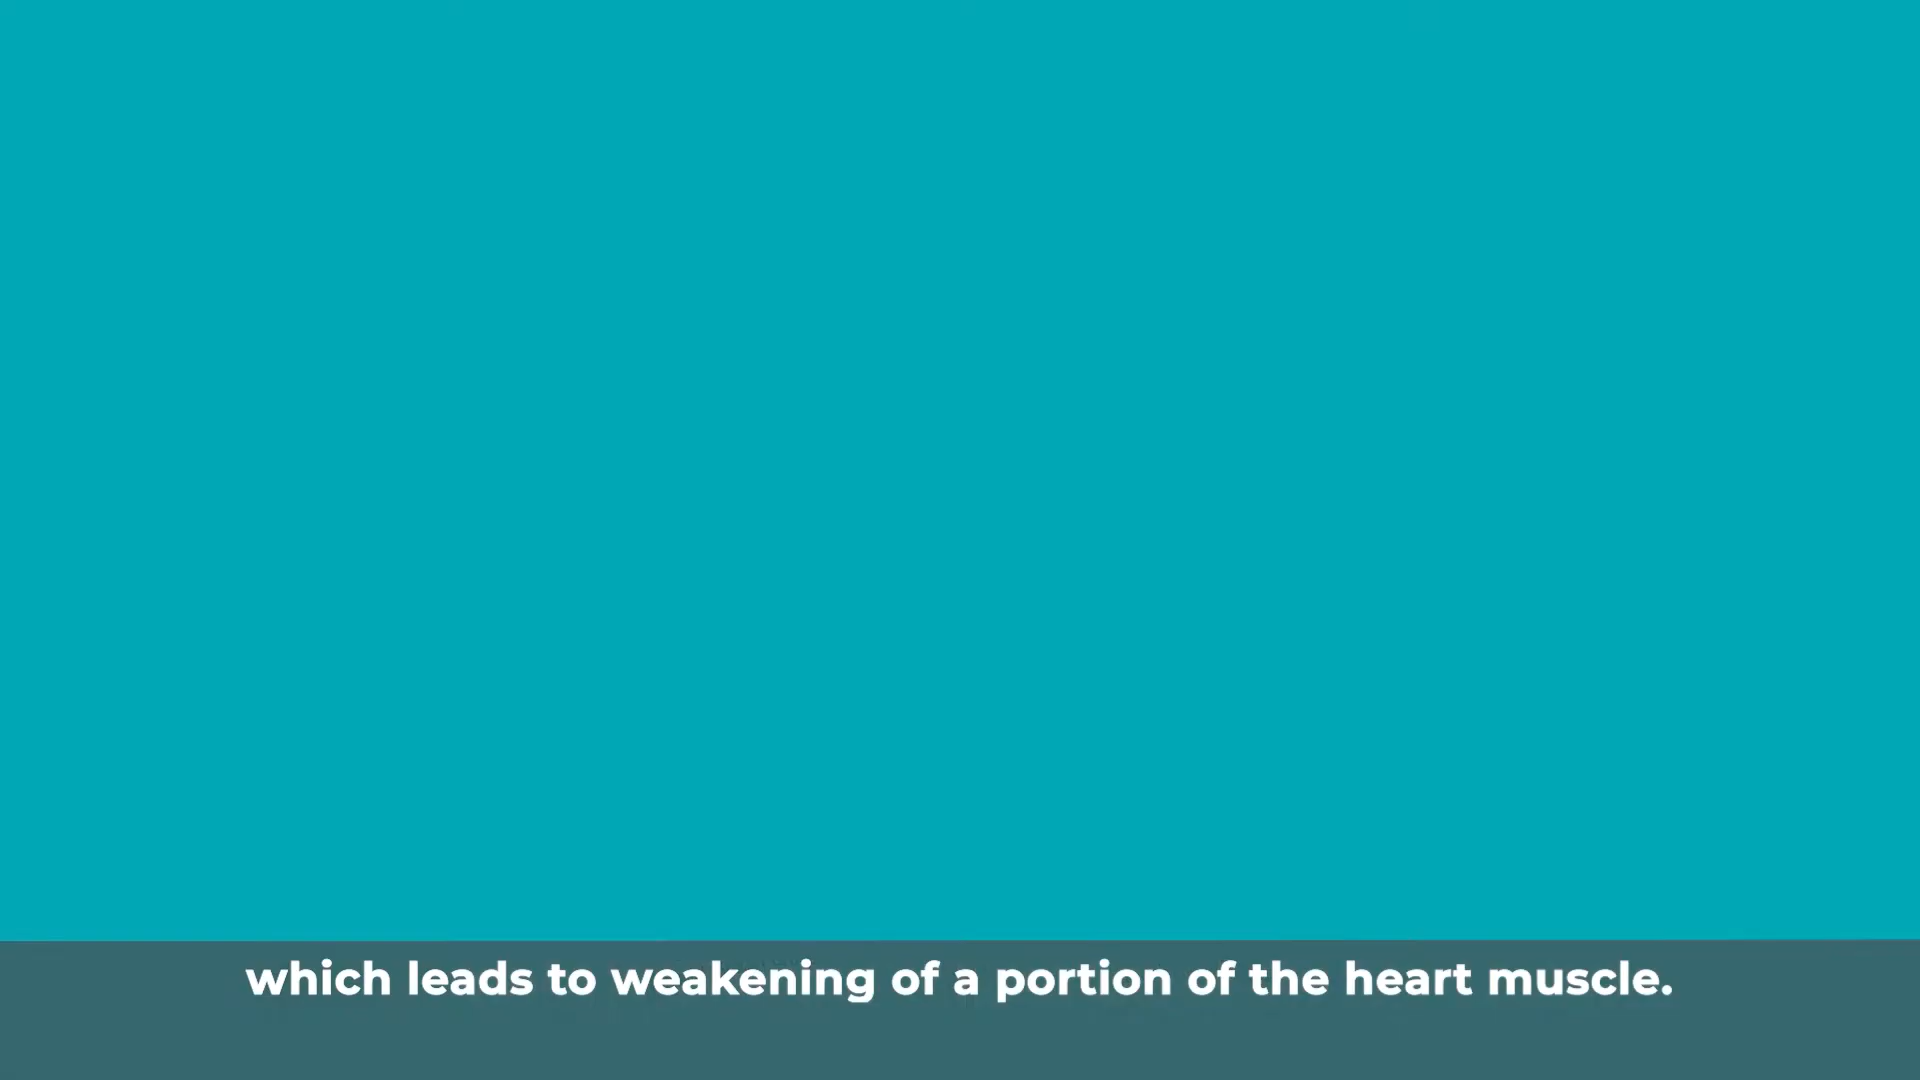 which leads to weakening of a portion of the heart muscle.